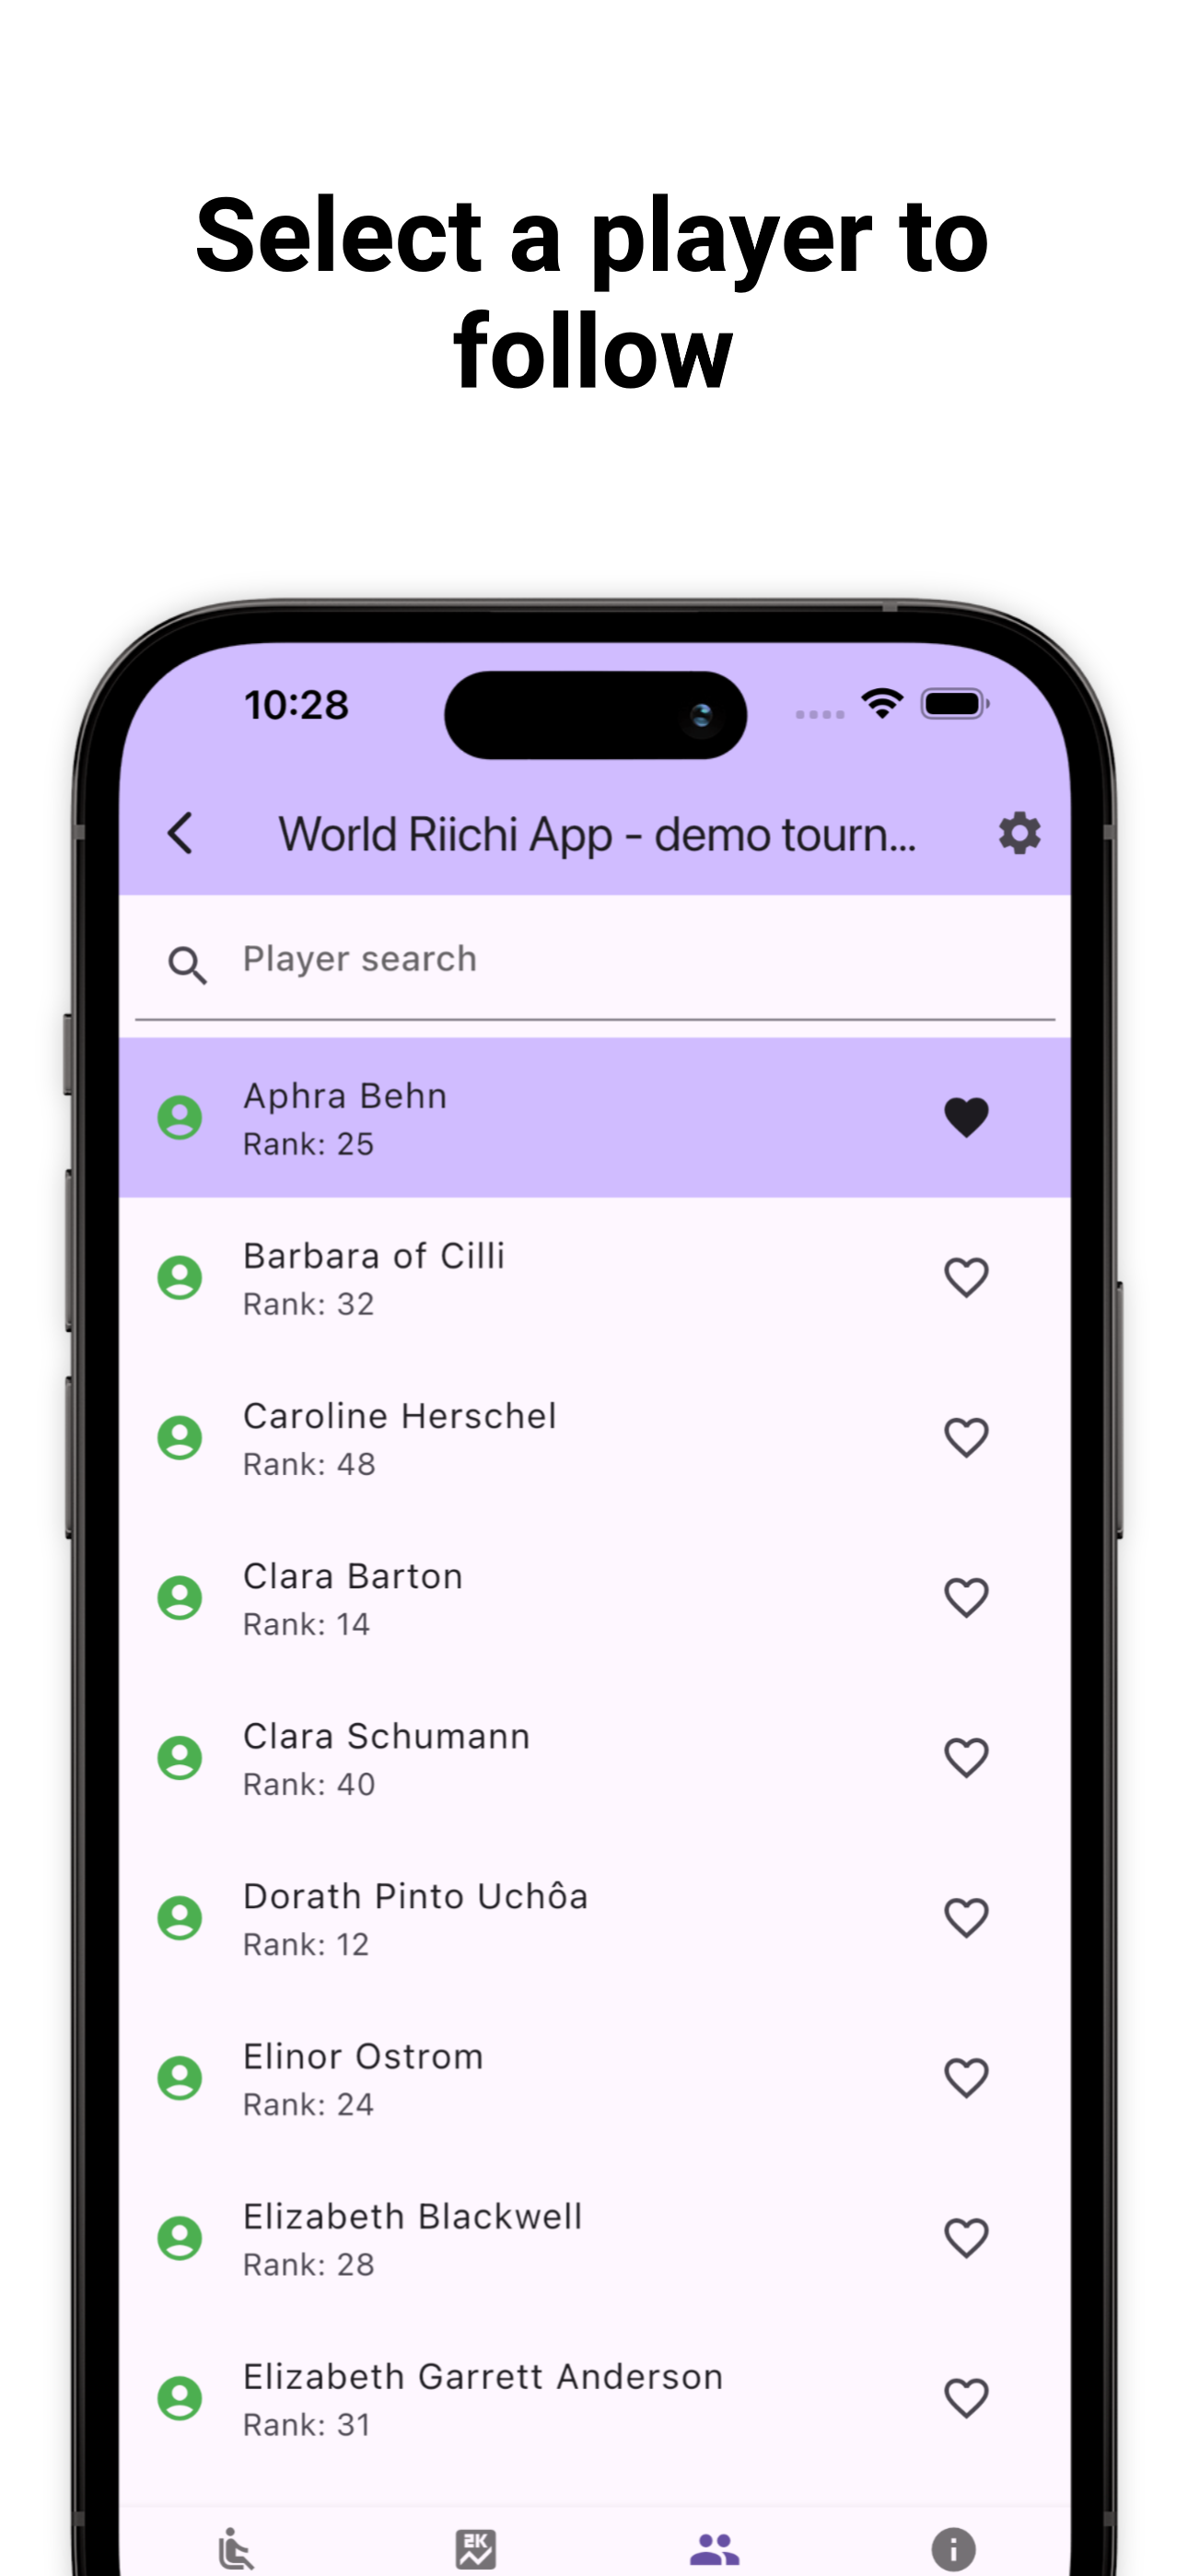 Select a player to
follow
10:28
World Riichi App - demo tourn...
Player search
Aphra Behn
Rank: 25
Barbara of Cilli
Rank: 32
Caroline Herschel
Rank: 48
Clara Barton
Rank: 14
Clara Schumann
Rank: 40
Dorath Pinto Uchôa
Rank: 12
Elinor Ostrom
Rank: 24
Elizabeth Blackwell
Rank: 28
Elizabeth Garrett Anderson
Rank: 31
2K